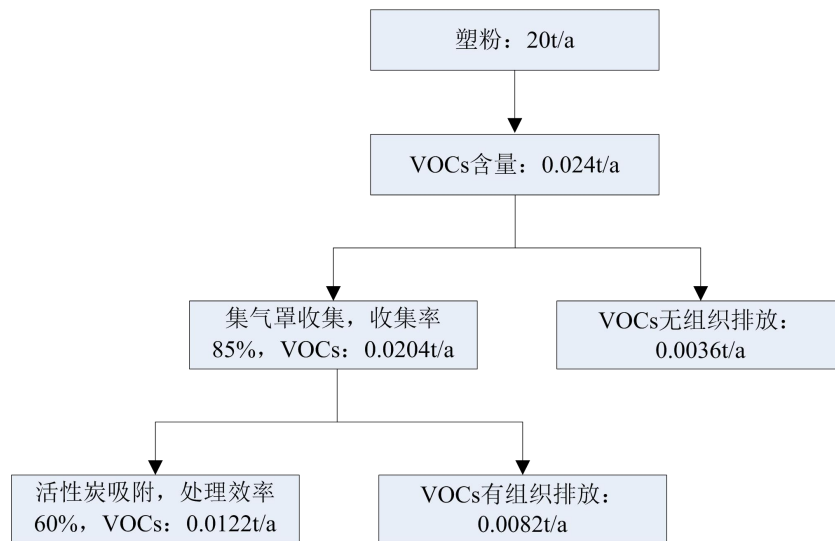 塑粉：20t/a
VOCs含量：0.024t/a
集气罩收集，收集率
85%，VOCs：0.0204t/a
VOCs无组织排放：
0.0036t/a
活性炭吸附，处理效率
60%，VOCs：0.0122t/a
VOCs有组织排放：
0.0082t/a